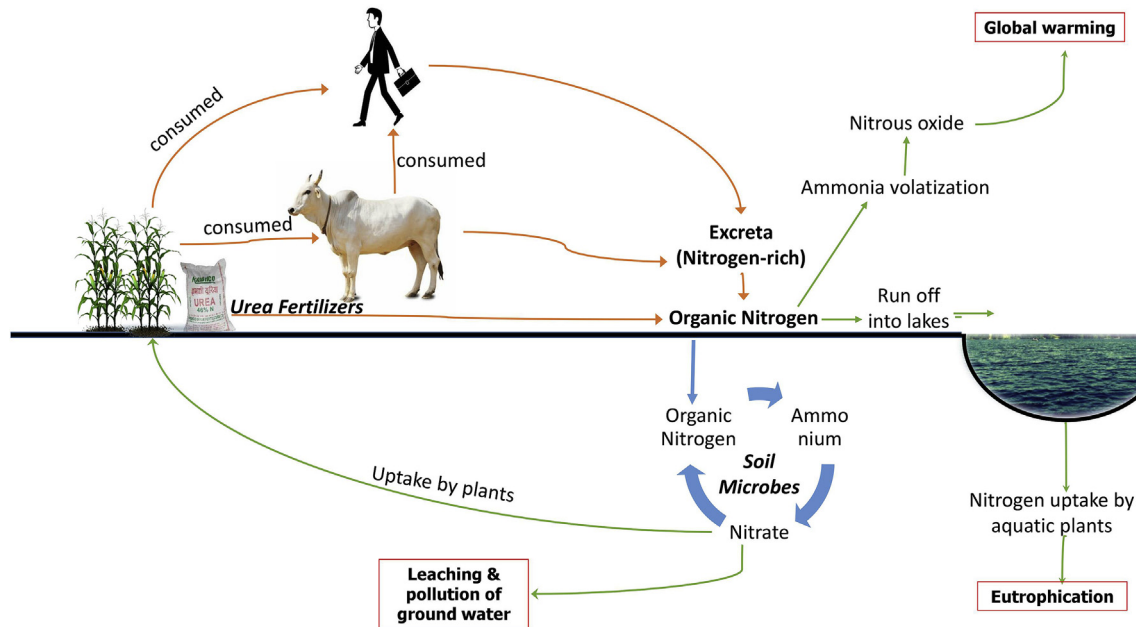 Global warming
Nitrous oxide
Ammonia volatization
consumed
consumed
consumed
Excreta
(Nitrogen-rich)
UREA
46% N
Urea Fertilizers
Organic Nitrogen
Run off
into lakes
Organic
Nitrogen
Ammo
nium
Soil
Microbes
Nitrate
Uptake by plants
Leaching &
pollution of
ground water
Nitrogen uptake by
aquatic plants
Eutrophication